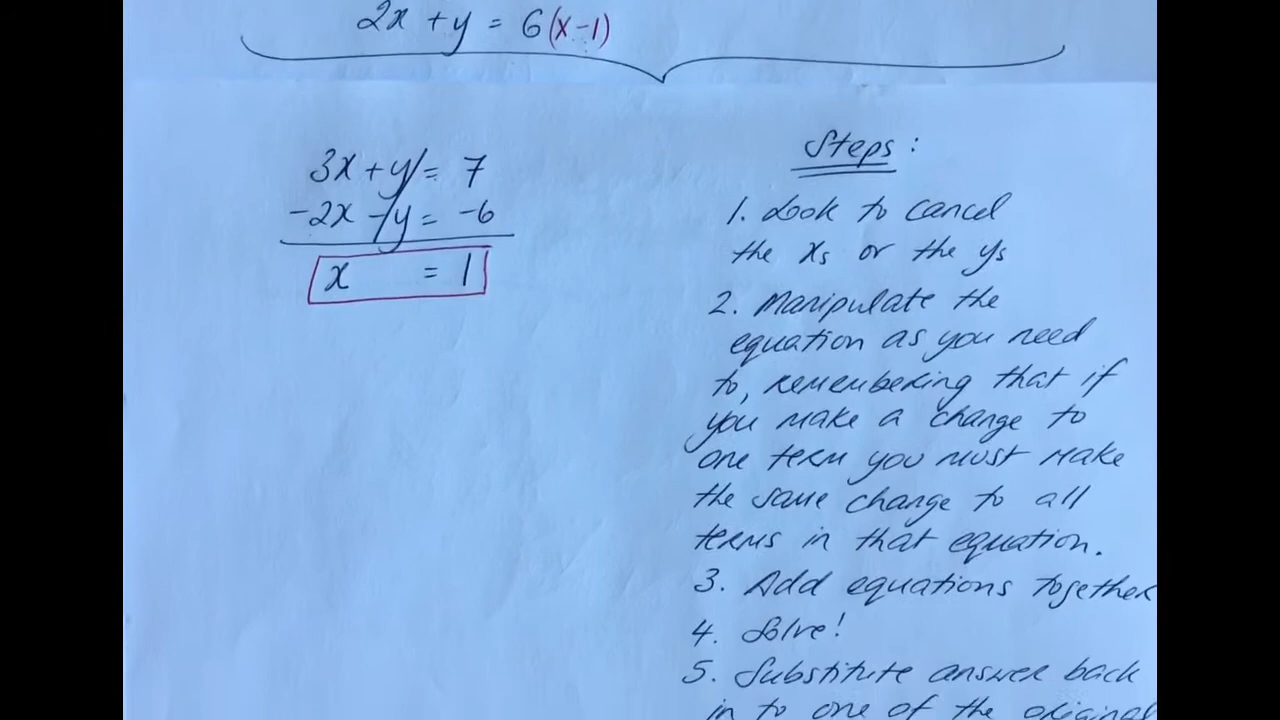 2x + y = 6 (x-1)
3x + y = 7
-2x - y = -6
x = 1
Steps:
1. Look to cancel
the xs or the ys
2. Manipulate the
equation as you need
to, remembering that if
you make a change to
one term you must make
the same change to all
terms in that equation.
3. Add equations together
4. Solve!
5. Substitute answer back
in to one of the original